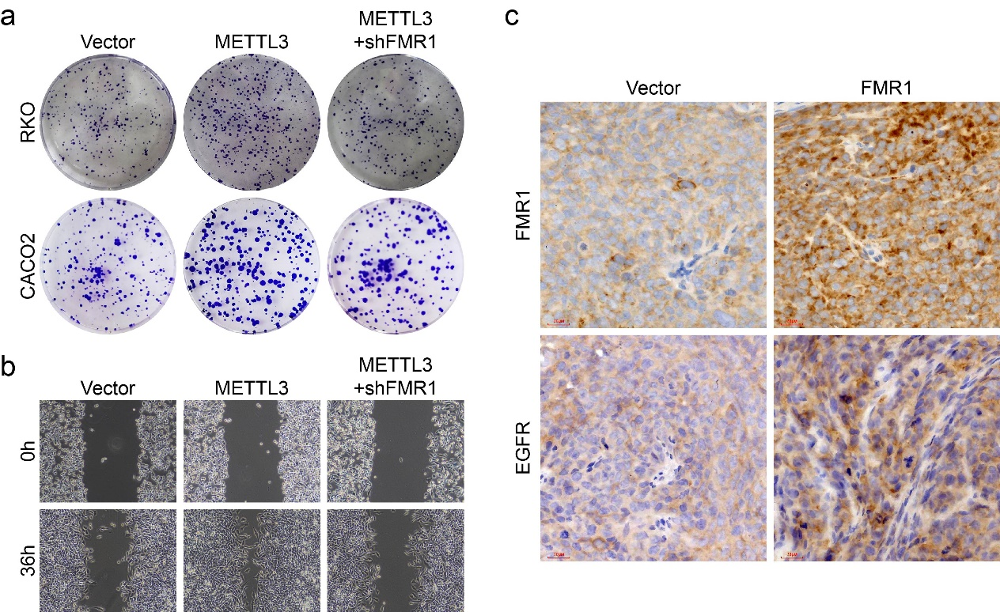 a
Vector
METTL3
METTL3
+shFMR1
RKO
CACO2
b
Vector
METTL3
METTL3
+shFMR1
0h
36h
c
Vector
FMR1
FMR1
EGFR